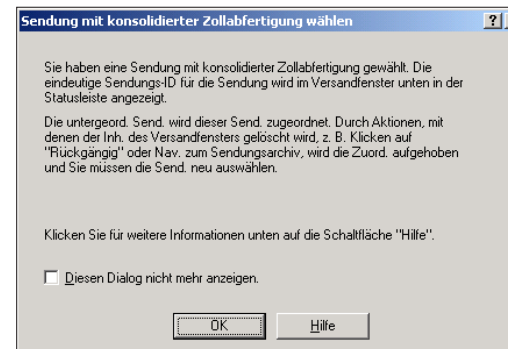 Sendung mit konsolidierter Zollabfertigung wählen
Sie haben eine Sendung mit konsolidierter Zollabfertigung gewählt. Die
eindeutige Sendungs-ID für die Sendung wird im Versandfenster unten in der
Statusleiste angezeigt.
Die untergeord. Send. wird dieser Send. zugeordnet. Durch Aktionen, mit
denen der Inh. des Versandfensters gelöscht wird, z. B. Klicken auf
"Rückgängig" oder Nav. zum Sendungsarchiv, wird die Zuord. aufgehoben
und Sie müssen die Send. neu auswählen.
Klicken Sie für weitere Informationen unten auf die Schaltfläche "Hilfe".
Diesen Dialog nicht mehr anzeigen.
OK Hilfe